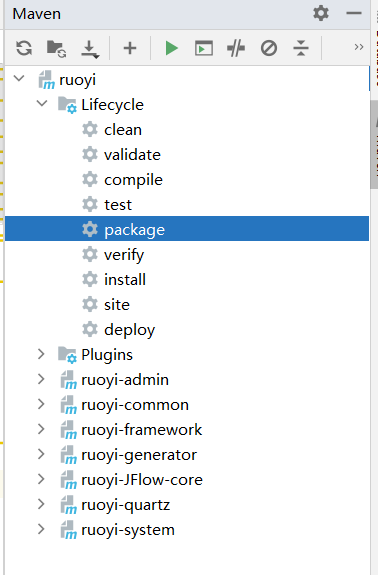 Maven
ruoyi
Lifecycle
clean
validate
compile
test
package
verify
install
site
deploy
Plugins
ruoyi-admin
ruoyi-common
ruoyi-framework
ruoyi-generator
ruoyi-JFlow-core
ruoyi-quartz
ruoyi-system